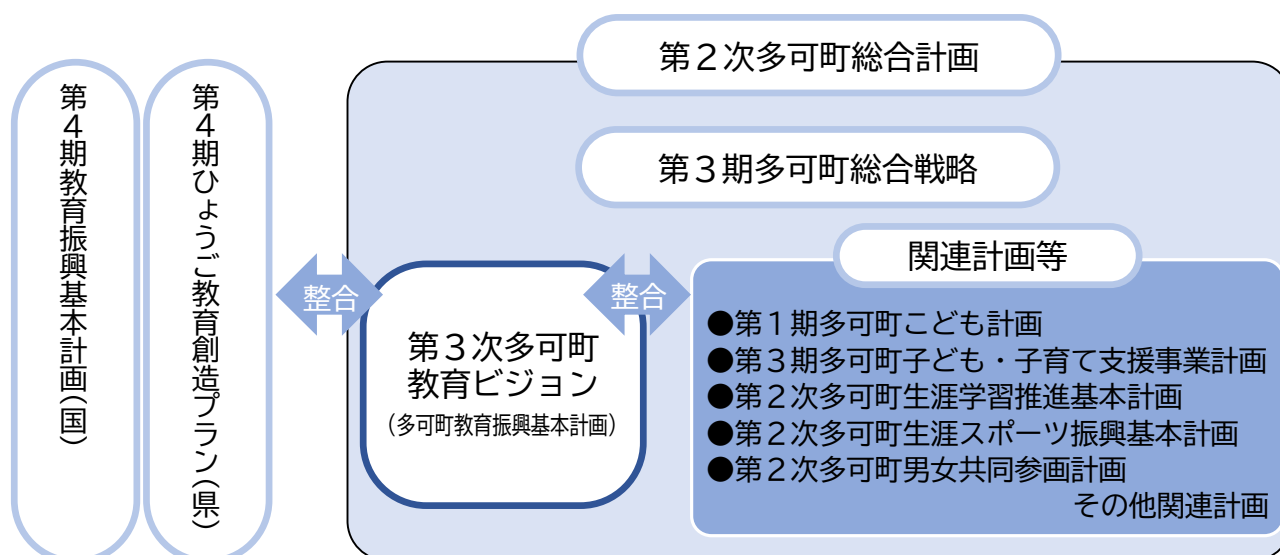 第4期教育振興基本計画（国）
第4期ひょうご教育創造プラン（県）
第２次多可町総合計画
第３期多可町総合戦略
整合
第３次多可町
教育ビジョン
（多可町教育振興基本計画）
整合
関連計画等
●第１期多可町こども計画
●第３期多可町子ども・子育て支援事業計画
●第２次多可町生涯学習推進基本計画
●第２次多可町生涯スポーツ振興基本計画
●第２次多可町男女共同参画計画
その他関連計画